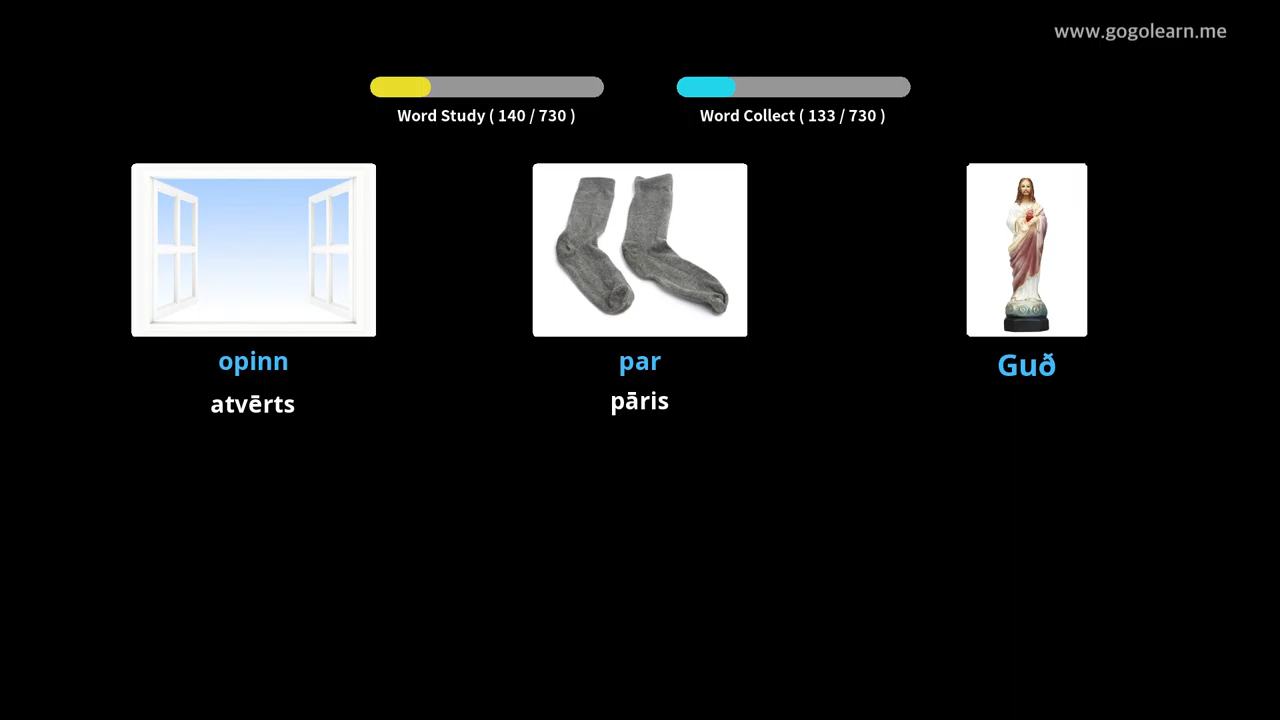 www.gogolearn.me
Word Study ( 140 / 730 )
Word Collect ( 133 / 730 )
opinn
atvērts
par
pāris
Guð